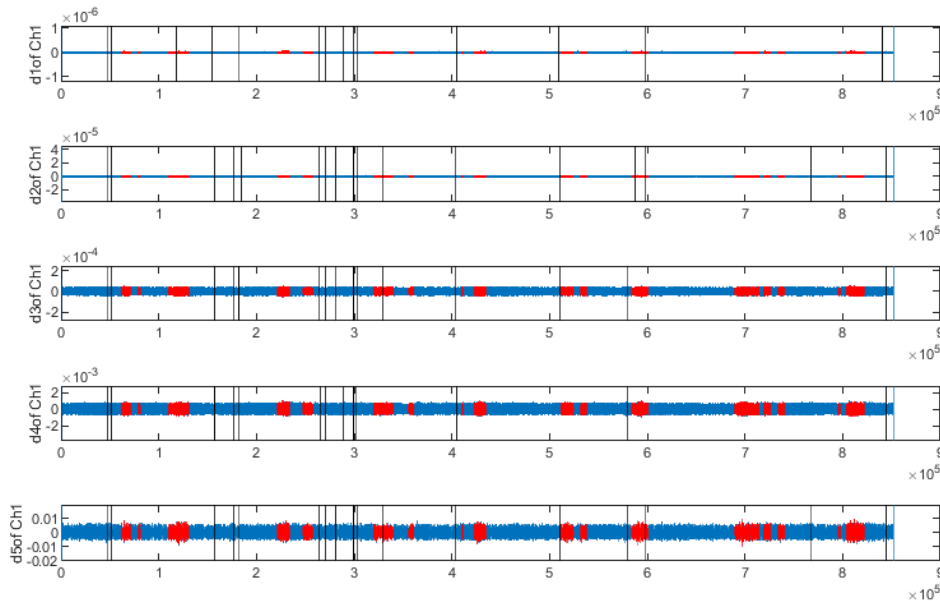 ×10-6
1
0
-1
d1of Ch1
0 1 2 3 4 5 6 7 8 9
×105
×10-5
4
2
0
-2
d2of Ch1
0 1 2 3 4 5 6 7 8 9
×105
×10-4
2
0
-2
d3of Ch1
0 1 2 3 4 5 6 7 8 9
×105
×10-3
2
0
-2
d4of Ch1
0 1 2 3 4 5 6 7 8 9
×105
0.01
0
-0.01
-0.02
d5of Ch1
0 1 2 3 4 5 6 7 8 9
×105